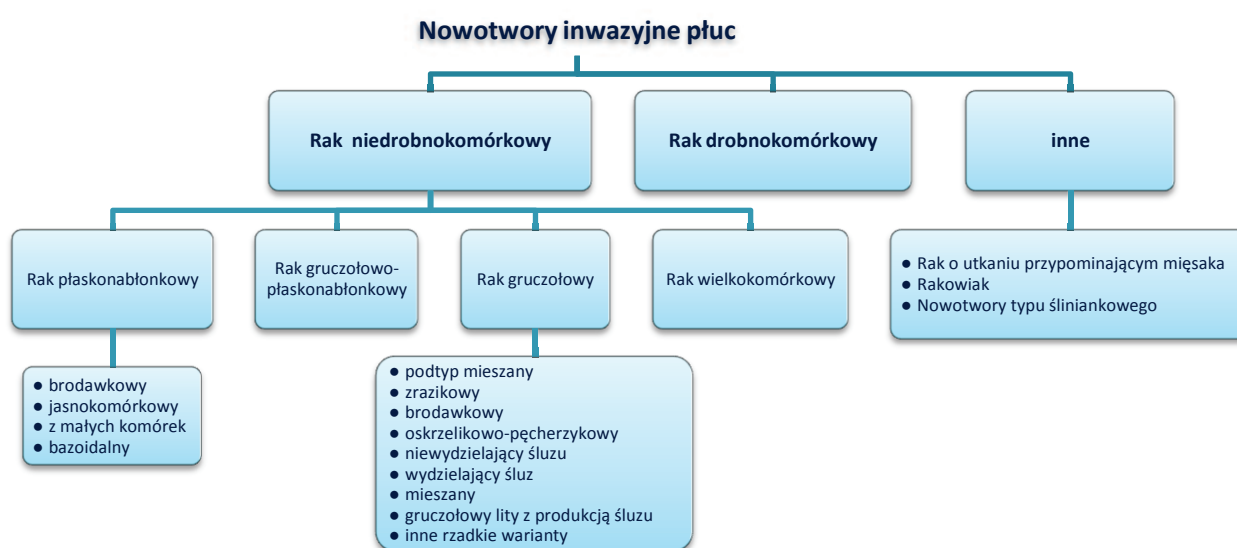 Nowotwory inwazyjne płuc
Rak niedrobnokomórkowy
Rak drobnokomórkowy
inne
Rak płaskonabłonkowy
Rak gruczołowo-
płaskonabłonkowy
Rak gruczołowy
Rak wielkokomórkowy
● Rak o utkaniu przypominającym mięsaka
● Rakowiak
● Nowotwory typu śliniankowego
● brodawkowy
● jasnokomórkowy
● z małych komórek
● bazoidalny
● podtyp mieszany
● zrazikowy
● brodawkowy
● oskrzelikowo-pęcherzykowy
● niewydzielający śluzu
● wydzielający śluz
● mieszany
● gruczołowy lity z produkcją śluzu
● inne rzadkie warianty